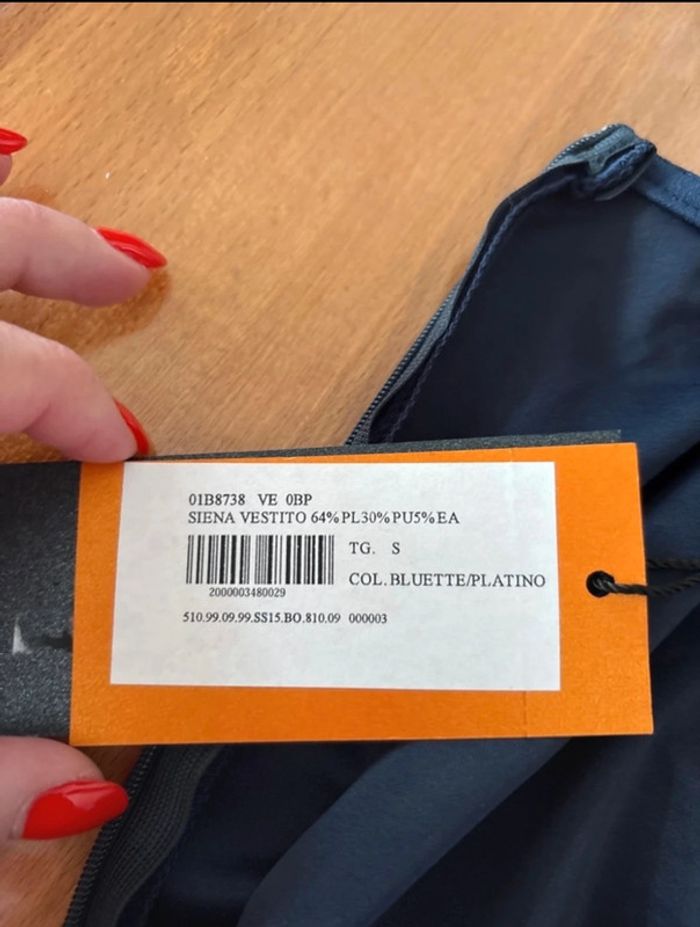 01B8738 VE 0BP
SIENA VESTITO 64%PL30%PU5%EA
TG. S
COL.BLUETTE/PLATINO
2000003480029
510.99.09.99.SS15.BO.810.09 000003